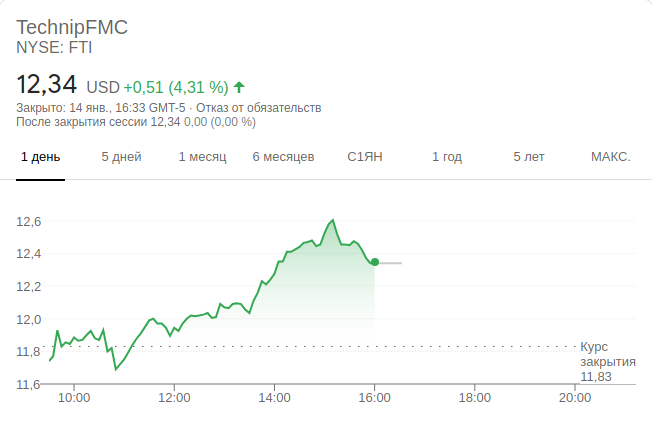 TechnipFMC
NYSE: FTI
12,34 USD +0,51 (4,31 %)
Закрыто: 14 янв., 16:33 GMT-5 · Отказ от обязательств
После закрытия сессии 12,34 0,00 (0,00 %)
1 день 5 дней 1 месяц 6 месяцев С1ЯН 1 год 5 лет МАКС.
12,6
12,4
12,2
12,0
11,8
11,6
Курс
закрытия
11,83
10:00 12:00 14:00 16:00 18:00 20:00